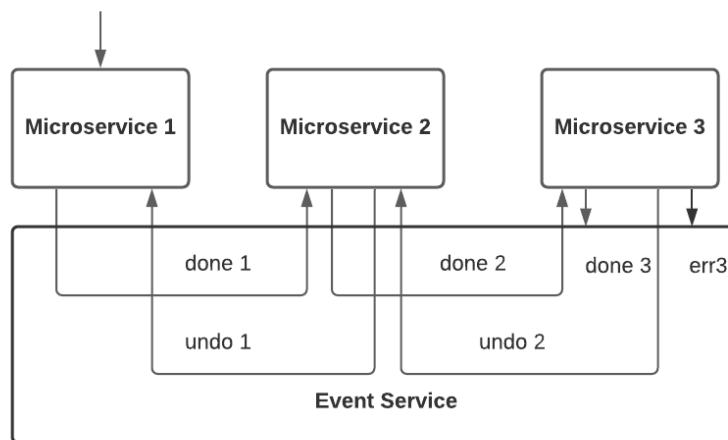 Microservice 1
Microservice 2
Microservice 3
done 1
done 2
done 3
err3
undo 1
undo 2
Event Service